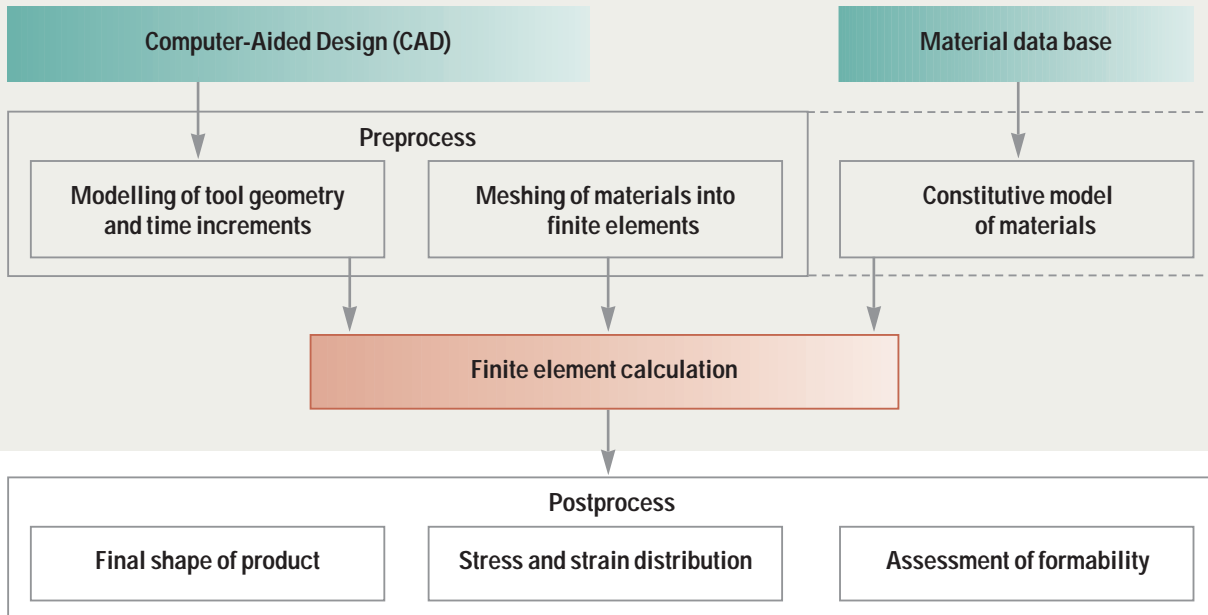 Computer-Aided Design (CAD)
Material data base
Preprocess
Modelling of tool geometry
and time increments
Meshing of materials into
finite elements
Constitutive model
of materials
Finite element calculation
Postprocess
Final shape of product
Stress and strain distribution
Assessment of formability